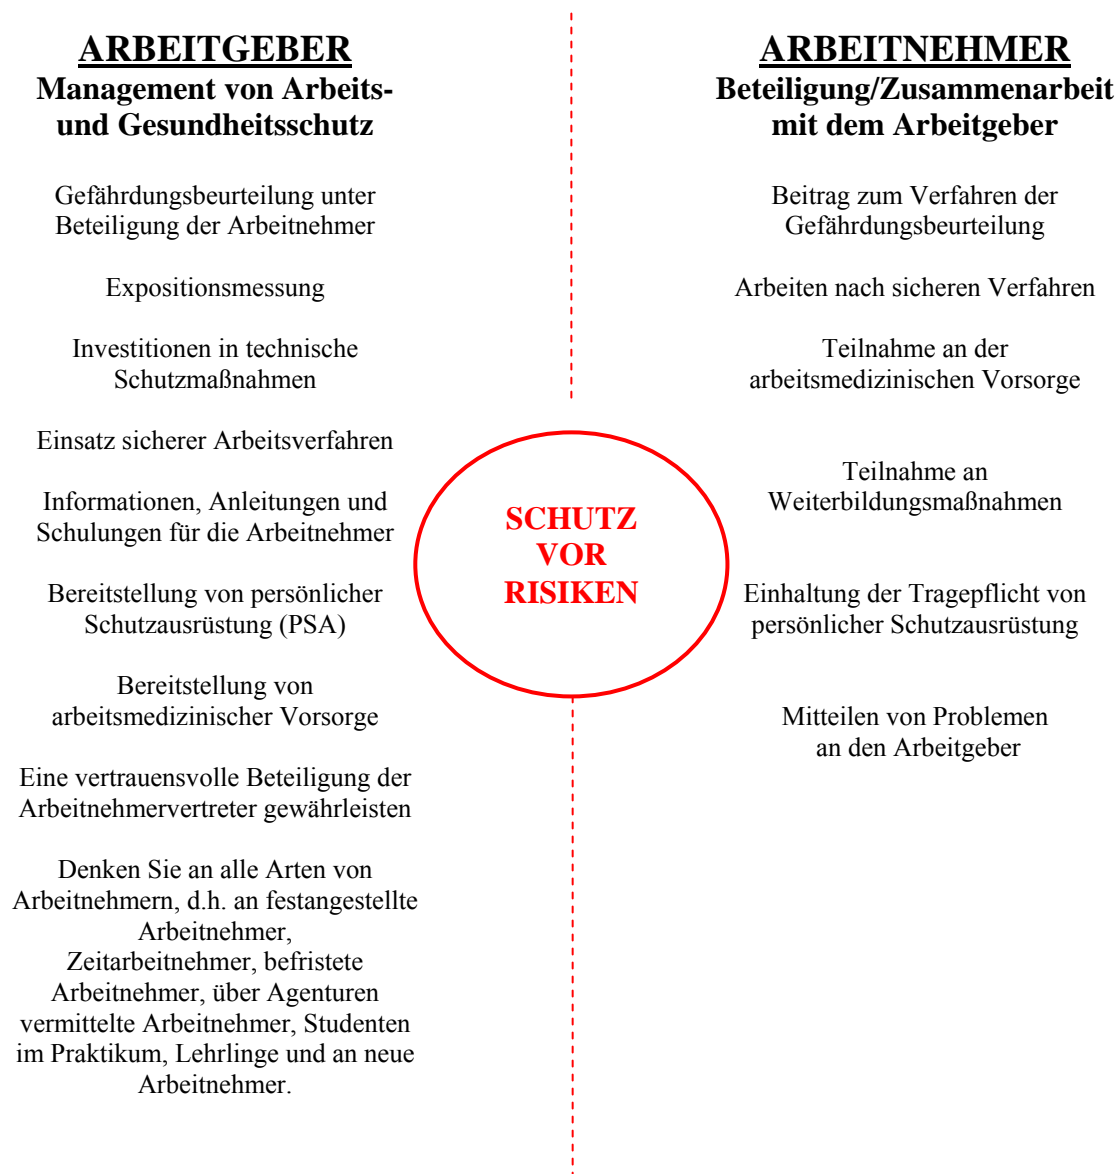 ARBEITGEBER
Management von Arbeits-
und Gesundheitsschutz
Gefährdungsbeurteilung unter
Beteiligung der Arbeitnehmer
Expositionsmessung
Investitionen in technische
Schutzmaßnahmen
Einsatz sicherer Arbeitsverfahren
Informationen, Anleitungen und
Schulungen für die Arbeitnehmer
Bereitstellung von persönlicher
Schutzausrüstung (PSA)
Bereitstellung von
arbeitsmedizinischer Vorsorge
Eine vertrauensvolle Beteiligung der
Arbeitnehmervertreter gewährleisten
Denken Sie an alle Arten von
Arbeitnehmern, d.h. an festangestellte
Arbeitnehmer,
Zeitarbeitnehmer, befristete
Arbeitnehmer, über Agenturen
vermittelte Arbeitnehmer, Studenten
im Praktikum, Lehrlinge und an neue
Arbeitnehmer.
SCHUTZ
VOR
RISIKEN
ARBEITNEHMER
Beteiligung/Zusammenarbeit
mit dem Arbeitgeber
Beitrag zum Verfahren der
Gefährdungsbeurteilung
Arbeiten nach sicheren Verfahren
Teilnahme an der
arbeitsmedizinischen Vorsorge
Teilnahme an
Weiterbildungsmaßnahmen
Einhaltung der Tragepflicht von
persönlicher Schutzausrüstung
Mitteilen von Problemen
an den Arbeitgeber